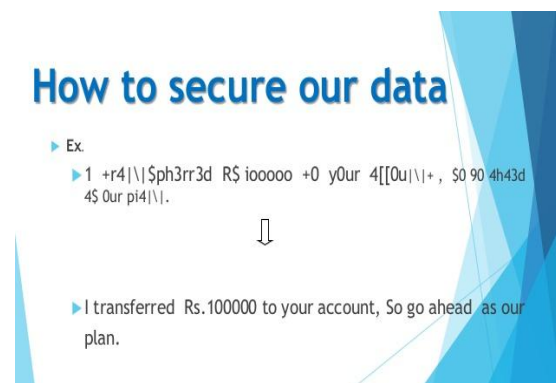 How to secure our data
Ex.
1 +r4|\|$ph3rr3d R$ iooooo +0 y0ur 4[[0u|\|+ , $0 90 4h43d
4$ 0ur pi4|\|.
I transferred Rs.100000 to your account, So go ahead as our
plan.